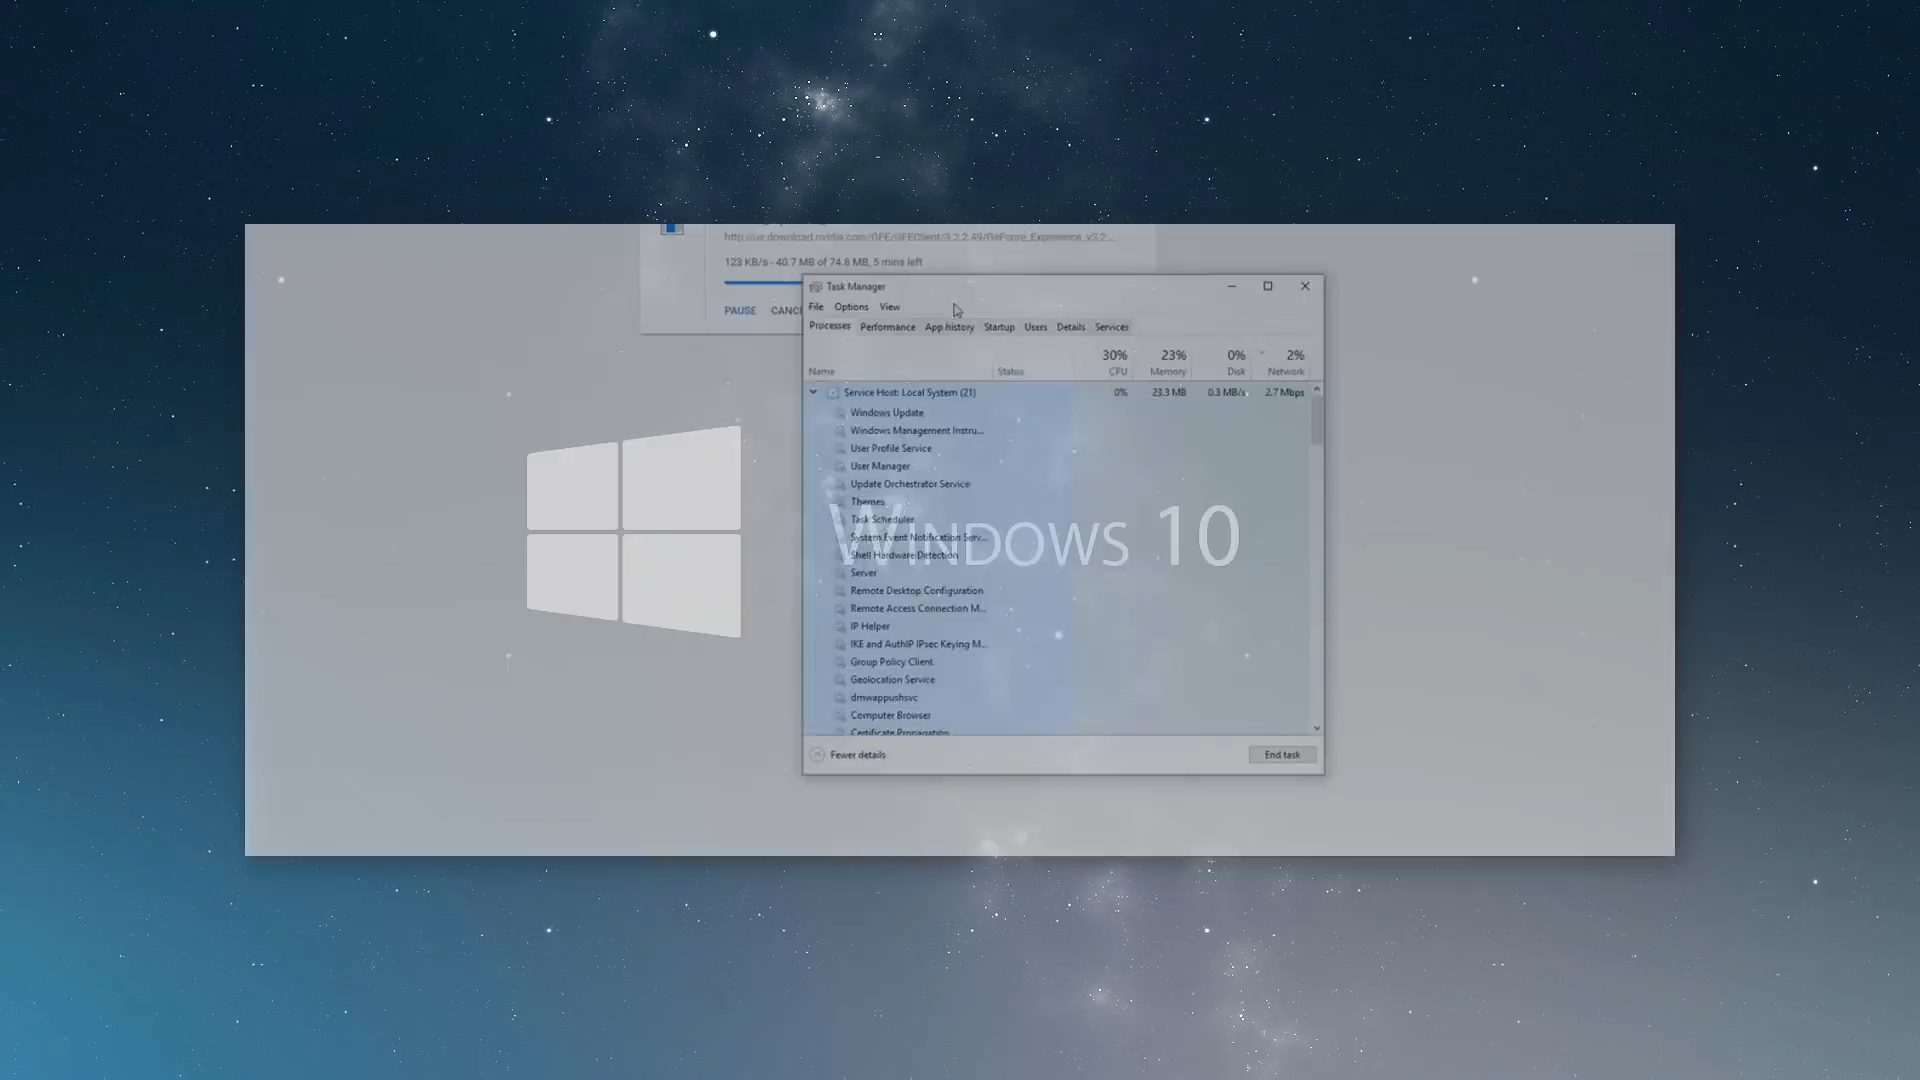 http://us.download.nvidia.com/GFE/GFEClient/3.2.2.49/GeForce_Experience_v3.2...
123 KB/s - 40.7 MB of 74.8 MB, 5 mins left
PAUSE
Task Manager
File Options View
Processes Performance App history Startup Users Details Services
30% 23% 0% 2%
Name Status CPU Memory Disk Network
Service Host: Local System (21) 0% 23.3 MB 0.3 MB/s 2.7 Mbps
Windows Update
Windows Management Instru...
User Profile Service
User Manager
Update Orchestrator Service
Themes
Task Scheduler
System Event Notification Serv...
WINDOWS 10
Shell Hardware Detection
Server
Remote Desktop Configuration
Remote Access Connection M...
IP Helper
IKE and AuthIP IPsec Keying M...
Group Policy Client
Geolocation Service
dmwappushsvc
Computer Browser
Certificate Propagation
Fewer details End task